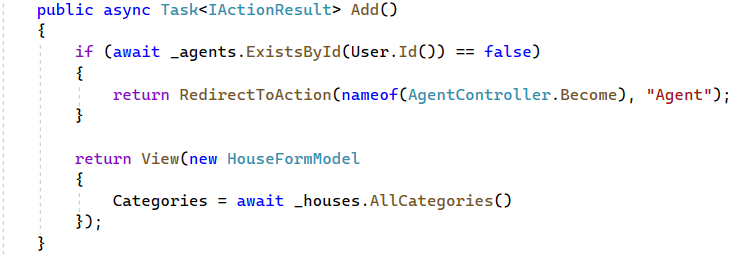 public async Task<IActionResult> Add()
{
if (await _agents.ExistsById(User.Id()) == false)
{
return RedirectToAction(nameof(AgentController.Become), "Agent");
}
return View(new HouseFormModel
{
Categories = await _houses.AllCategories()
});
}